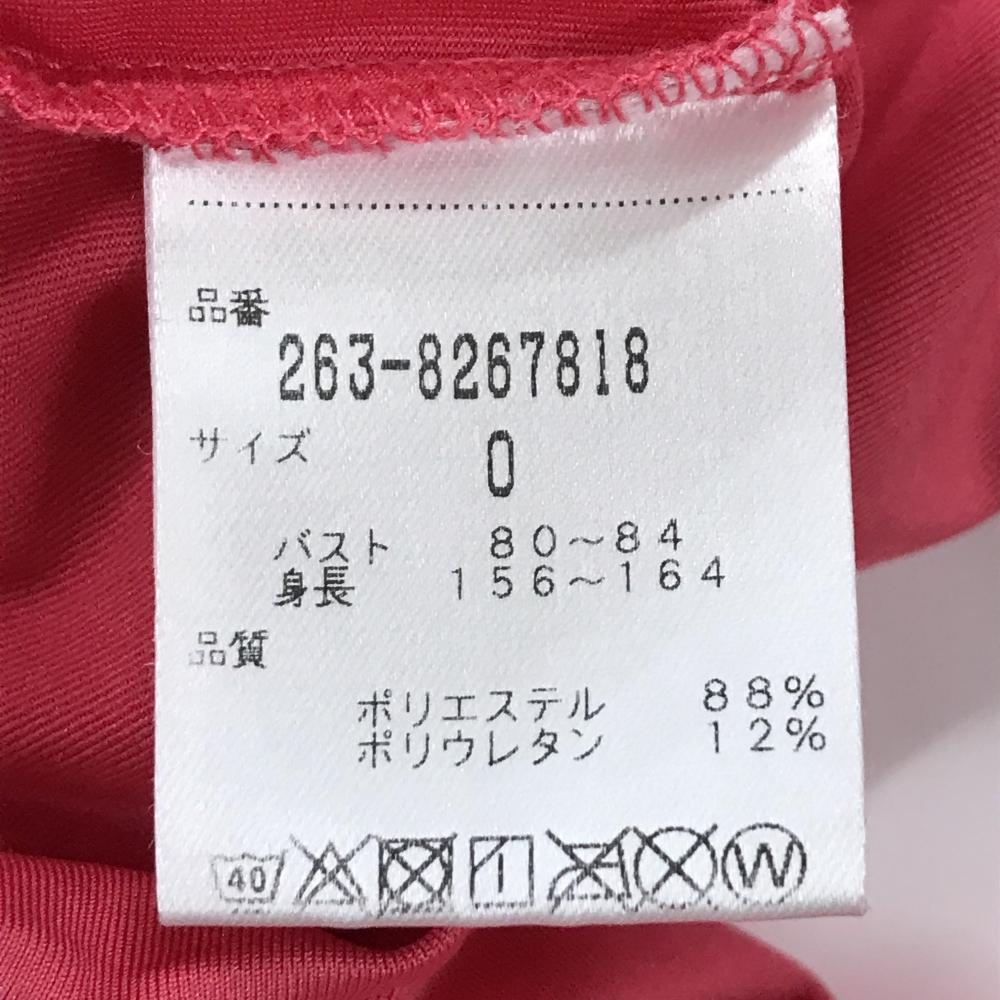 品番
263-8267818
サイズ 0
バスト 80～84
身長 156～164
品質
ポリエステル 88%
ポリウレタン 12%
40 W